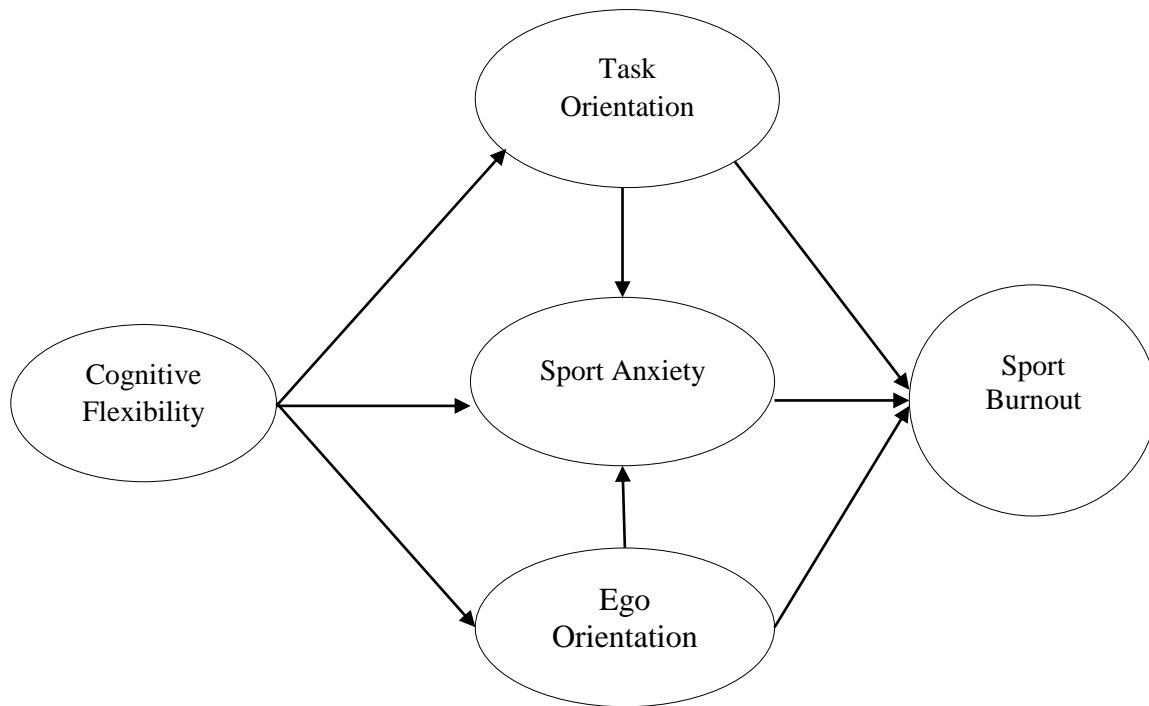 Task
Orientation
Cognitive
Flexibility
Sport Anxiety
Sport
Burnout
Ego
Orientation